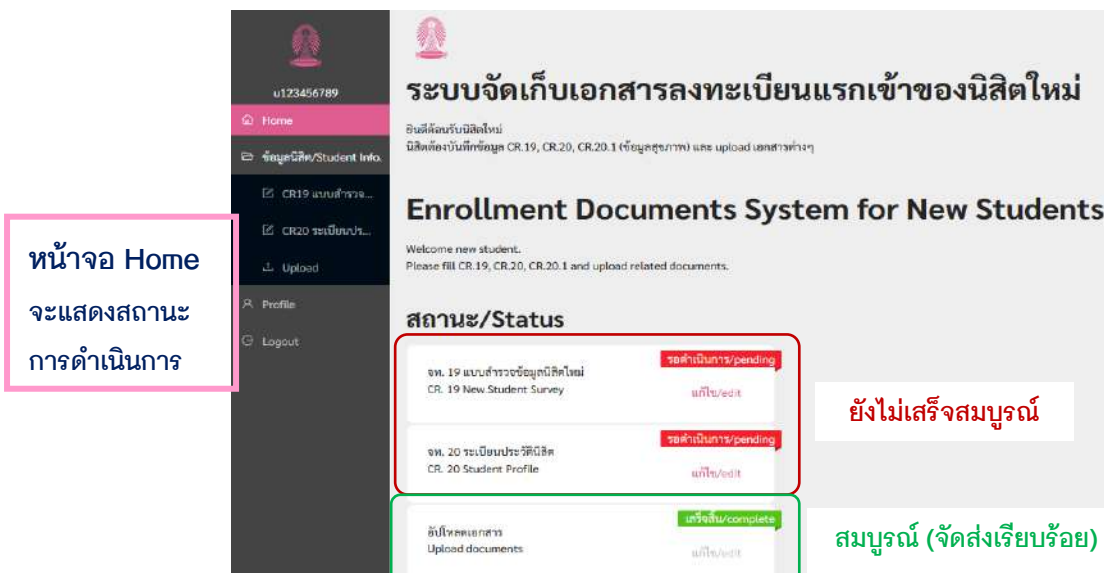 หน้าจอ Home
จะแสดงสถานะ
การดำเนินการ
u123456789
Home
ข้อมูลนิสิต/Student Info.
CR19 แบบสำรวจ...
CR20 ระเบียนปร...
Upload
Profile
Logout
ระบบจัดเก็บเอกสารลงทะเบียนแรกเข้าของนิสิตใหม่
ยินดีต้อนรับนิสิตใหม่
นิสิตต้องบันทึกข้อมูล CR.19, CR.20, CR.20.1 (ข้อมูลสุขภาพ) และ upload เอกสารต่างๆ
Enrollment Documents System for New Students
Welcome new student.
Please fill CR.19, CR.20, CR.20.1 and upload related documents.
สถานะ/Status
รอดำเนินการ/pending
จท. 19 แบบสำรวจข้อมูลนิสิตใหม่
CR. 19 New Student Survey
แก้ไข/edit
ยังไม่เสร็จสมบูรณ์
รอดำเนินการ/pending
จท. 20 ระเบียนประวัตินิสิต
CR. 20 Student Profile
แก้ไข/edit
เสร็จสิ้น/complete
อัปโหลดเอกสาร
Upload documents
แก้ไข/edit
สมบูรณ์ (จัดส่งเรียบร้อย)